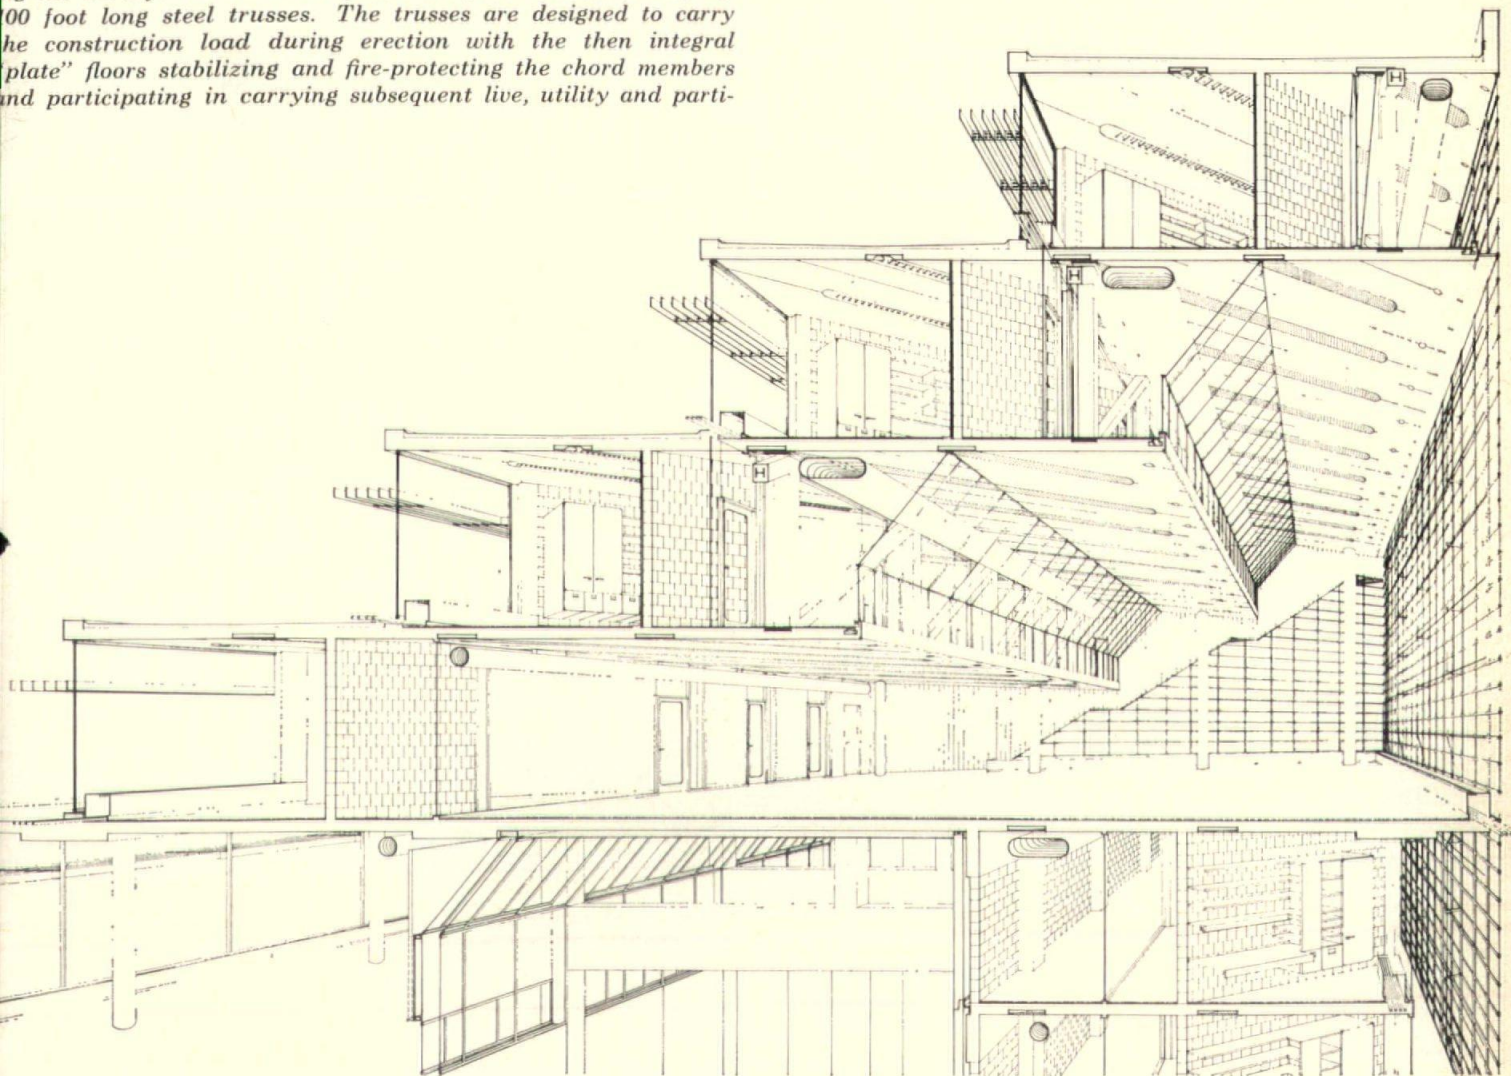 00 foot long steel trusses. The trusses are designed to carry
he construction load during erection with the then integral
plate” floors stabilizing and fire-protecting the chord members
nd participating in carrying subsequent live, utility and parti-
H
H
H